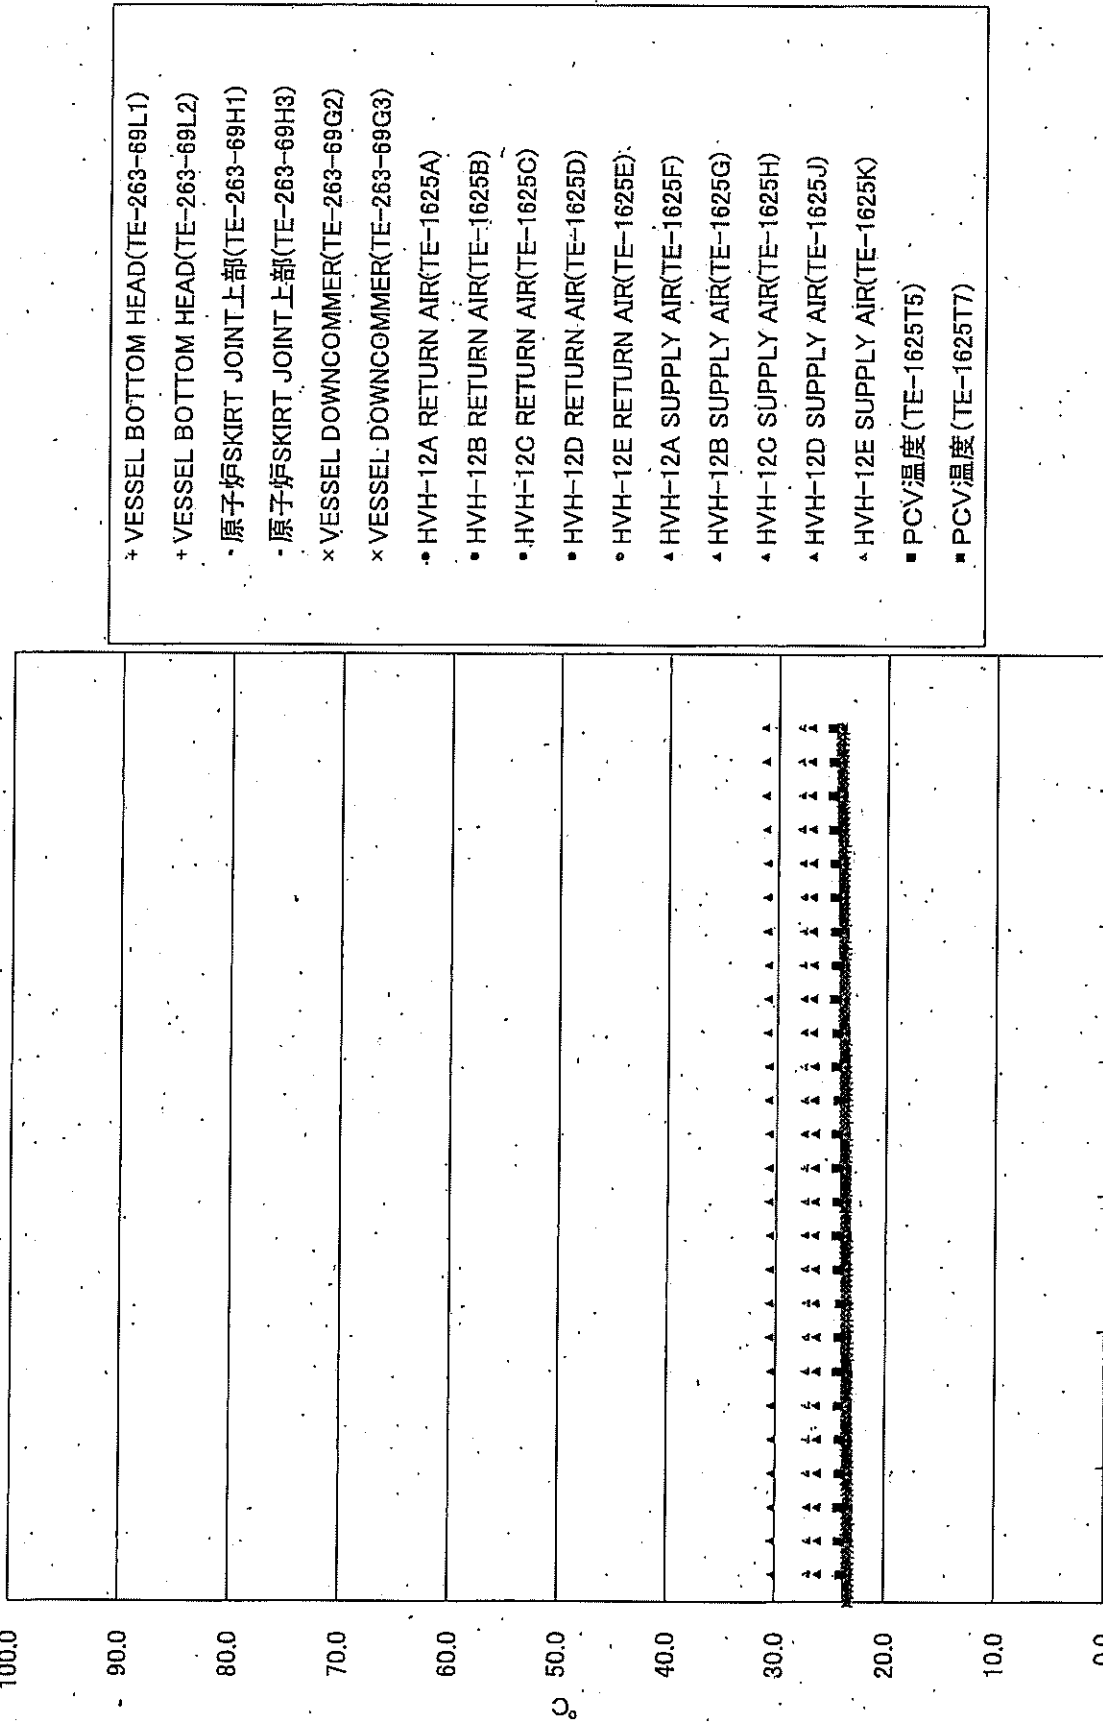 100.0
90.0
80.0
70.0
60.0
50.0
40.0
30.0
20.0
10.0
0.0
℃
+ VESSEL BOTTOM HEAD(TE-263-69L1)
+ VESSEL BOTTOM HEAD(TE-263-69L2)
- 原子炉SKIRT JOINT上部(TE-263-69H1)
- 原子炉SKIRT JOINT上部(TE-263-69H3)
× VESSEL DOWNCOMMER(TE-263-69G2)
× VESSEL DOWNCOMMER(TE-263-69G3)
● HVH-12A RETURN AIR(TE-1625A)
● HVH-12B RETURN AIR(TE-1625B)
● HVH-12C RETURN AIR(TE-1625C)
● HVH-12D RETURN AIR(TE-1625D)
● HVH-12E RETURN AIR(TE-1625E)
▲ HVH-12A SUPPLY AIR(TE-1625F)
▲ HVH-12B SUPPLY AIR(TE-1625G)
▲ HVH-12C SUPPLY AIR(TE-1625H)
▲ HVH-12D SUPPLY AIR(TE-1625J)
▲ HVH-12E SUPPLY AIR(TE-1625K)
■ PCV温度(TE-1625T5)
■ PCV温度(TE-1625T7)